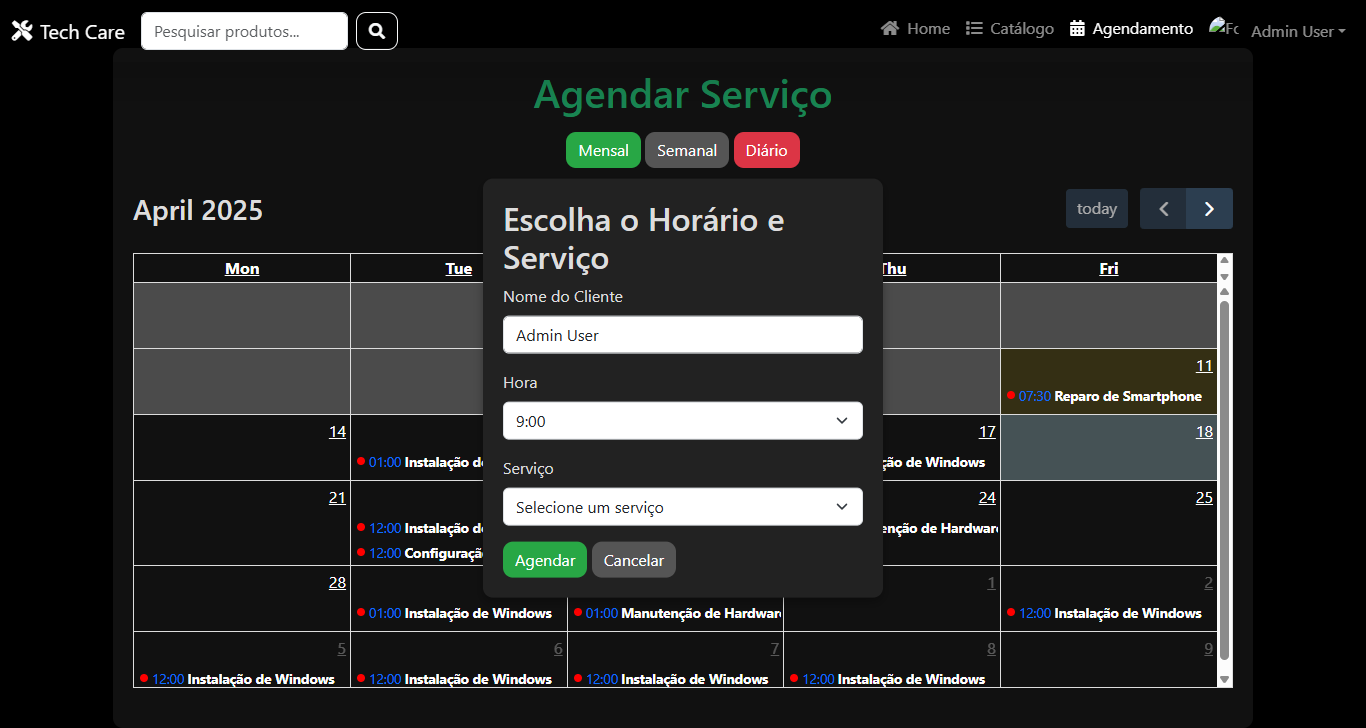 Tech Care
Pesquisar produtos...
Home
Catálogo
Agendamento
Fo
Admin User
Agendar Serviço
Mensal
Semanal
Diário
April 2025
today
Escolha o Horário e
Serviço
Nome do Cliente
Admin User
Hora
9:00
Serviço
Selecione um serviço
Agendar
Cancelar
Mon
Tue
Thu
Fri
11
07:30 Reparo de Smartphone
14
17
18
01:00 Instalação d
ção de Windows
21
24
25
12:00 Instalação d
enção de Hardwar
12:00 Configuraçã
28
1
2
01:00 Instalação de Windows
01:00 Manutenção de Hardwar
12:00 Instalação de Windows
5
6
7
8
9
12:00 Instalação de Windows
12:00 Instalação de Windows
12:00 Instalação de Windows
12:00 Instalação de Windows